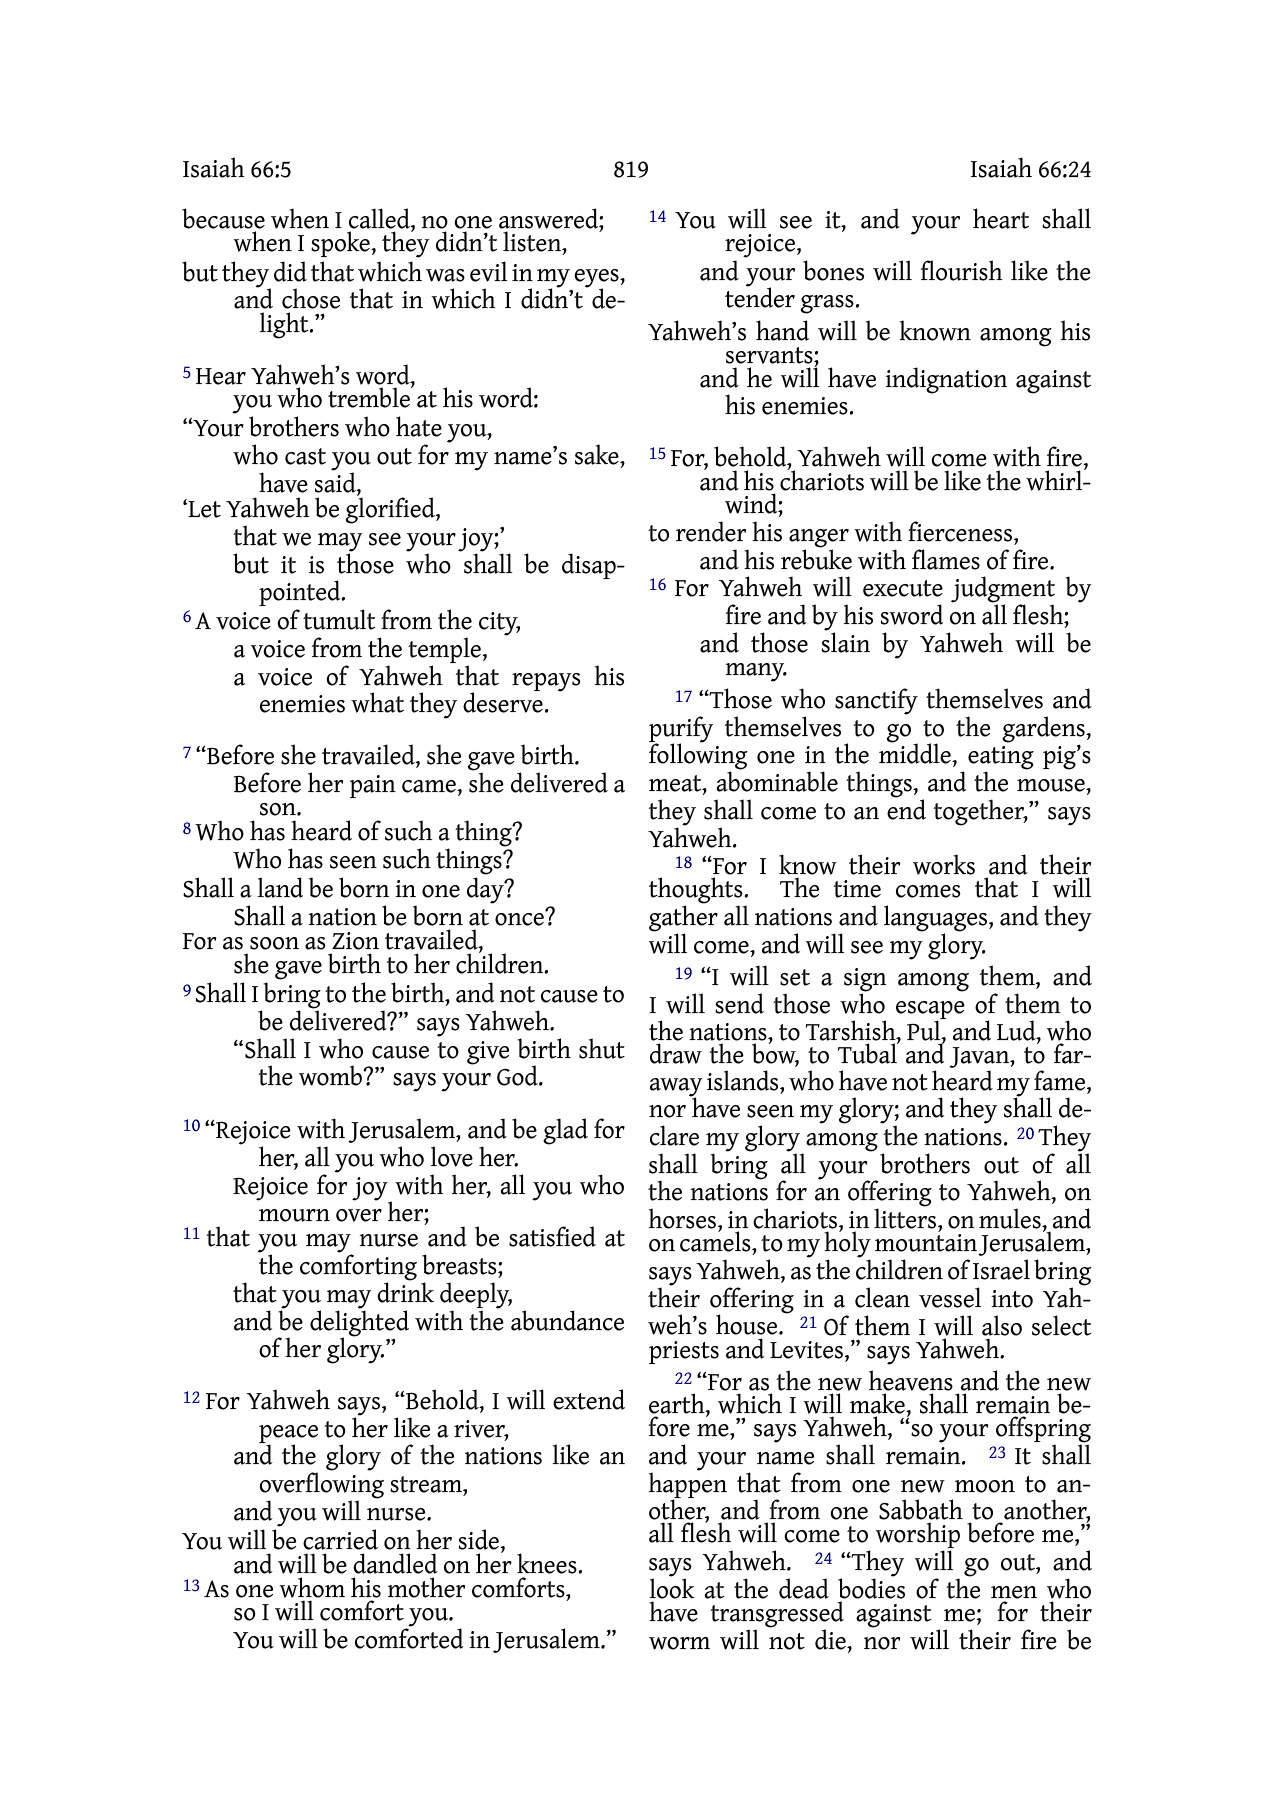 Isaiah 66:5 819 Isaiah 66:24
because when I called, no one answered;
when I spoke, they didn’t listen,
but they did that which was evil in my eyes,
and chose that in which I didn’t de-
light.”
5 Hear Yahweh’s word,
you who tremble at his word:
“Your brothers who hate you,
who cast you out for my name’s sake,
have said,
‘Let Yahweh be glorified,
that we may see your joy;’
but it is those who shall be disap-
pointed.
6 A voice of tumult from the city,
a voice from the temple,
a voice of Yahweh that repays his
enemies what they deserve.
7 “Before she travailed, she gave birth.
Before her pain came, she delivered a
son.
8 Who has heard of such a thing?
Who has seen such things?
Shall a land be born in one day?
Shall a nation be born at once?
For as soon as Zion travailed,
she gave birth to her children.
9 Shall I bring to the birth, and not cause to
be delivered?” says Yahweh.
“Shall I who cause to give birth shut
the womb?” says your God.
10 “Rejoice with Jerusalem, and be glad for
her, all you who love her.
Rejoice for joy with her, all you who
mourn over her;
11 that you may nurse and be satisfied at
the comforting breasts;
that you may drink deeply,
and be delighted with the abundance
of her glory.”
12 For Yahweh says, “Behold, I will extend
peace to her like a river,
and the glory of the nations like an
overflowing stream,
and you will nurse.
You will be carried on her side,
and will be dandled on her knees.
13 As one whom his mother comforts,
so I will comfort you.
You will be comforted in Jerusalem.”
14 You will see it, and your heart shall
rejoice,
and your bones will flourish like the
tender grass.
Yahweh’s hand will be known among his
servants;
and he will have indignation against
his enemies.
15 For, behold, Yahweh will come with fire,
and his chariots will be like the whirl-
wind;
to render his anger with fierceness,
and his rebuke with flames of fire.
16 For Yahweh will execute judgment by
fire and by his sword on all flesh;
and those slain by Yahweh will be
many.
17 “Those who sanctify themselves and
purify themselves to go to the gardens,
following one in the middle, eating pig’s
meat, abominable things, and the mouse,
they shall come to an end together,” says
Yahweh.
18 “For I know their works and their
thoughts. The time comes that I will
gather all nations and languages, and they
will come, and will see my glory.
19 “I will set a sign among them, and
I will send those who escape of them to
the nations, to Tarshish, Pul, and Lud, who
draw the bow, to Tubal and Javan, to far-
away islands, who have not heard my fame,
nor have seen my glory; and they shall de-
clare my glory among the nations. 20 They
shall bring all your brothers out of all
the nations for an offering to Yahweh, on
horses, in chariots, in litters, on mules, and
on camels, to my holy mountain Jerusalem,
says Yahweh, as the children of Israel bring
their offering in a clean vessel into Yah-
weh’s house. 21 Of them I will also select
priests and Levites,” says Yahweh.
22 “For as the new heavens and the new
earth, which I will make, shall remain be-
fore me,” says Yahweh, “so your offspring
and your name shall remain. 23 It shall
happen that from one new moon to an-
other, and from one Sabbath to another,
all flesh will come to worship before me,”
says Yahweh. 24 “They will go out, and
look at the dead bodies of the men who
have transgressed against me; for their
worm will not die, nor will their fire be